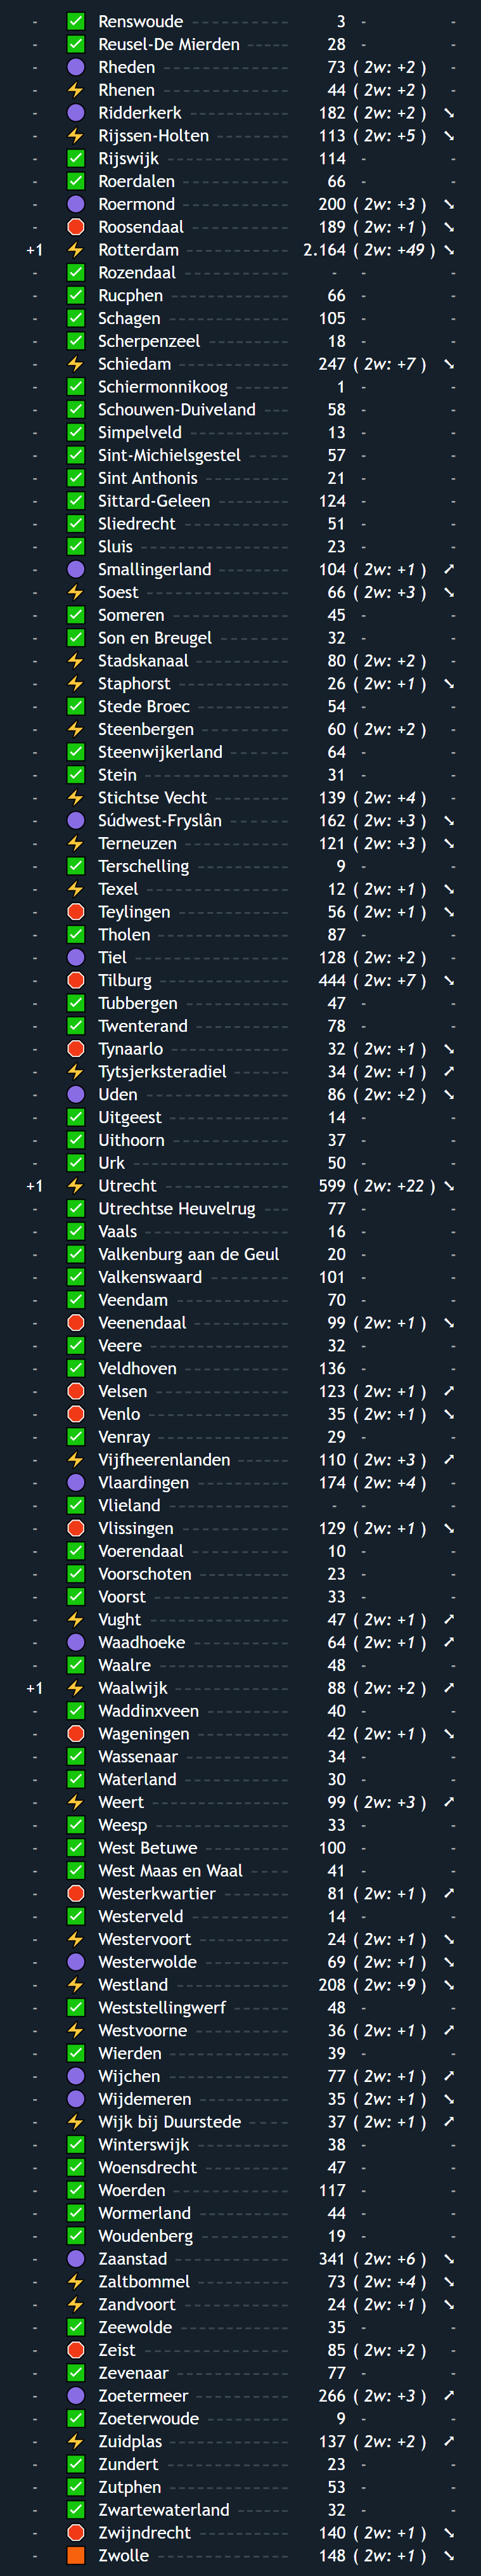 - ✅ Renswoude ------------ 3 - -
- ✅ Reusel-De Mierden ----- 28 - -
- 🟣 Rheden --------------- 73 ( 2w: +2 ) -
- ⚡ Rhenen --------------- 44 ( 2w: +2 ) -
- 🟣 Ridderkerk ------------ 182 ( 2w: +2 ) ➘
- ⚡ Rijssen-Holten --------- 113 ( 2w: +5 ) ➘
- ✅ Rijswijk --------------- 114 - -
- ✅ Roerdalen ------------- 66 - -
- 🟣 Roermond ------------ 200 ( 2w: +3 ) ➘
- 🛑 Roosendaal ----------- 189 ( 2w: +1 ) ➘
+1 ⚡ Rotterdam ------------ 2.164 ( 2w: +49 ) ➘
- ✅ Rozendaal ------------ - - -
- ✅ Rucphen -------------- 66 - -
- ✅ Schagen -------------- 105 - -
- ✅ Scherpenzeel ---------- 18 - -
- ⚡ Schiedam ------------- 247 ( 2w: +7 ) ➘
- ✅ Schiermonnikoog ------ 1 - -
- ✅ Schouwen-Duiveland --- 58 - -
- ✅ Simpelveld ------------ 13 - -
- ✅ Sint-Michielsgestel ----- 57 - -
- ✅ Sint Anthonis ---------- 21 - -
- ✅ Sittard-Geleen --------- 124 - -
- ✅ Sliedrecht ------------- 51 - -
- ✅ Sluis ----------------- 23 - -
- 🟣 Smallingerland -------- 104 ( 2w: +1 ) ➚
- ⚡ Soest ----------------- 66 ( 2w: +3 ) ➘
- ✅ Someren -------------- 45 - -
- ✅ Son en Breugel -------- 32 - -
- ⚡ Stadskanaal ----------- 80 ( 2w: +2 ) -
- ⚡ Staphorst ------------- 26 ( 2w: +1 ) ➘
- ✅ Stede Broec ----------- 54 - -
- ⚡ Steenbergen ---------- 60 ( 2w: +2 ) -
- ✅ Steenwijkerland ------- 64 - -
- ✅ Stein ----------------- 31 - -
- ⚡ Stichtse Vecht --------- 139 ( 2w: +4 ) -
- 🟣 Súdwest-Fryslân ------- 162 ( 2w: +3 ) ➘
- ⚡ Terneuzen ------------ 121 ( 2w: +3 ) ➘
- ✅ Terschelling ----------- 9 - -
- ⚡ Texel ----------------- 12 ( 2w: +1 ) ➘
- 🛑 Teylingen ------------- 56 ( 2w: +1 ) ➘
- ✅ Tholen --------------- 87 - -
- 🟣 Tiel ------------------ 128 ( 2w: +2 ) -
- 🛑 Tilburg --------------- 444 ( 2w: +7 ) ➘
- ✅ Tubbergen ------------ 47 - -
- ✅ Twenterand ----------- 78 - -
- 🛑 Tynaarlo -------------- 32 ( 2w: +1 ) ➘
- ⚡ Tytsjerksteradiel ------- 34 ( 2w: +1 ) ➚
- 🟣 Uden ----------------- 86 ( 2w: +2 ) ➘
- ✅ Uitgeest -------------- 14 - -
- ✅ Uithoorn -------------- 37 - -
- ✅ Urk ------------------ 50 - -
+1 ⚡ Utrecht --------------- 599 ( 2w: +22 ) ➘
- ✅ Utrechtse Heuvelrug --- 77 - -
- ✅ Vaals ----------------- 16 - -
- ✅ Valkenburg aan de Geul 20 - -
- ✅ Valkenswaard --------- 101 - -
- ✅ Veendam ------------- 70 - -
- 🛑 Veenendaal ----------- 99 ( 2w: +1 ) ➘
- ✅ Veere ---------------- 32 - -
- ✅ Veldhoven ------------ 136 - -
- 🛑 Velsen ---------------- 123 ( 2w: +1 ) ➚
- 🛑 Venlo ---------------- 35 ( 2w: +1 ) ➘
- ✅ Venray --------------- 29 - -
- ⚡ Vijfheerenlanden ------ 110 ( 2w: +3 ) ➚
- 🟣 Vlaardingen ----------- 174 ( 2w: +4 ) -
- ✅ Vlieland --------------- - - -
- 🛑 Vlissingen ------------- 129 ( 2w: +1 ) ➘
- ✅ Voerendaal ----------- 10 - -
- ✅ Voorschoten ---------- 23 - -
- ✅ Voorst --------------- 33 - -
- ⚡ Vught ---------------- 47 ( 2w: +1 ) ➚
- 🟣 Waadhoeke ----------- 64 ( 2w: +1 ) ➚
- ✅ Waalre --------------- 48 - -
+1 ⚡ Waalwijk -------------- 88 ( 2w: +2 ) ➚
- ✅ Waddinxveen --------- 40 - -
- 🛑 Wageningen ---------- 42 ( 2w: +1 ) ➘
- ✅ Wassenaar ----------- 34 - -
- ✅ Waterland ------------ 30 - -
- ⚡ Weert ---------------- 99 ( 2w: +3 ) ➚
- ✅ Weesp --------------- 33 - -
- ✅ West Betuwe ---------- 100 - -
- ✅ West Maas en Waal ---- 41 - -
- 🛑 Westerkwartier -------- 81 ( 2w: +1 ) ➚
- ✅ Westerveld ----------- 14 - -
- ⚡ Westervoort ---------- 24 ( 2w: +1 ) ➘
- 🟣 Westerwolde ---------- 69 ( 2w: +1 ) ➘
- ⚡ Westland ------------- 208 ( 2w: +9 ) ➘
- ✅ Weststellingwerf ------ 48 - -
- ⚡ Westvoorne ---------- 36 ( 2w: +1 ) ➚
- ✅ Wierden -------------- 39 - -
- 🟣 Wijchen -------------- 77 ( 2w: +1 ) ➚
- 🟣 Wijdemeren ---------- 35 ( 2w: +1 ) ➘
- ⚡ Wijk bij Duurstede ---- 37 ( 2w: +1 ) ➚
- ✅ Winterswijk ----------- 38 - -
- ✅ Woensdrecht ---------- 47 - -
- ✅ Woerden ------------- 117 - -
- ✅ Wormerland ---------- 44 - -
- ✅ Woudenberg ---------- 19 - -
- 🟣 Zaanstad ------------- 341 ( 2w: +6 ) ➘
- ⚡ Zaltbommel ---------- 73 ( 2w: +4 ) ➘
- ⚡ Zandvoort ------------ 24 ( 2w: +1 ) ➘
- ✅ Zeewolde ------------ 35 - -
- 🛑 Zeist ----------------- 85 ( 2w: +2 ) -
- ✅ Zevenaar ------------- 77 - -
- 🟣 Zoetermeer ----------- 266 ( 2w: +3 ) ➚
- ✅ Zoeterwoude --------- 9 - -
- ⚡ Zuidplas -------------- 137 ( 2w: +2 ) ➚
- ✅ Zundert -------------- 23 - -
- ✅ Zutphen -------------- 53 - -
- ✅ Zwartewaterland ------ 32 - -
- 🛑 Zwijndrecht ----------- 140 ( 2w: +1 ) ➘
- 🟧 Zwolle --------------- 148 ( 2w: +1 ) ➘